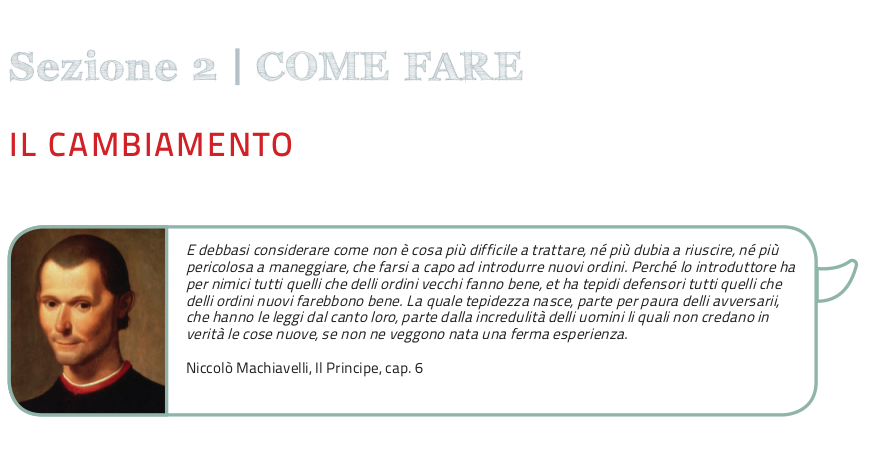 Sezione 2 | COME FARE
IL CAMBIAMENTO
E debbasi considerare come non è cosa più difficile a trattare, né più dubia a riuscire, né più
pericolosa a maneggiare, che farsi a capo ad introdurre nuovi ordini. Perché lo introduttore ha
per nimici tutti quelli che delli ordini vecchi fanno bene, et ha tepidi defensori tutti quelli che
delli ordini nuovi farebbono bene. La quale tepidezza nasce, parte per paura delli avversarii,
che hanno le leggi dal canto loro, parte dalla incredulità delli uomini li quali non credano in
verità le cose nuove, se non ne veggono nata una ferma esperienza.
Niccolò Machiavelli, Il Principe, cap. 6